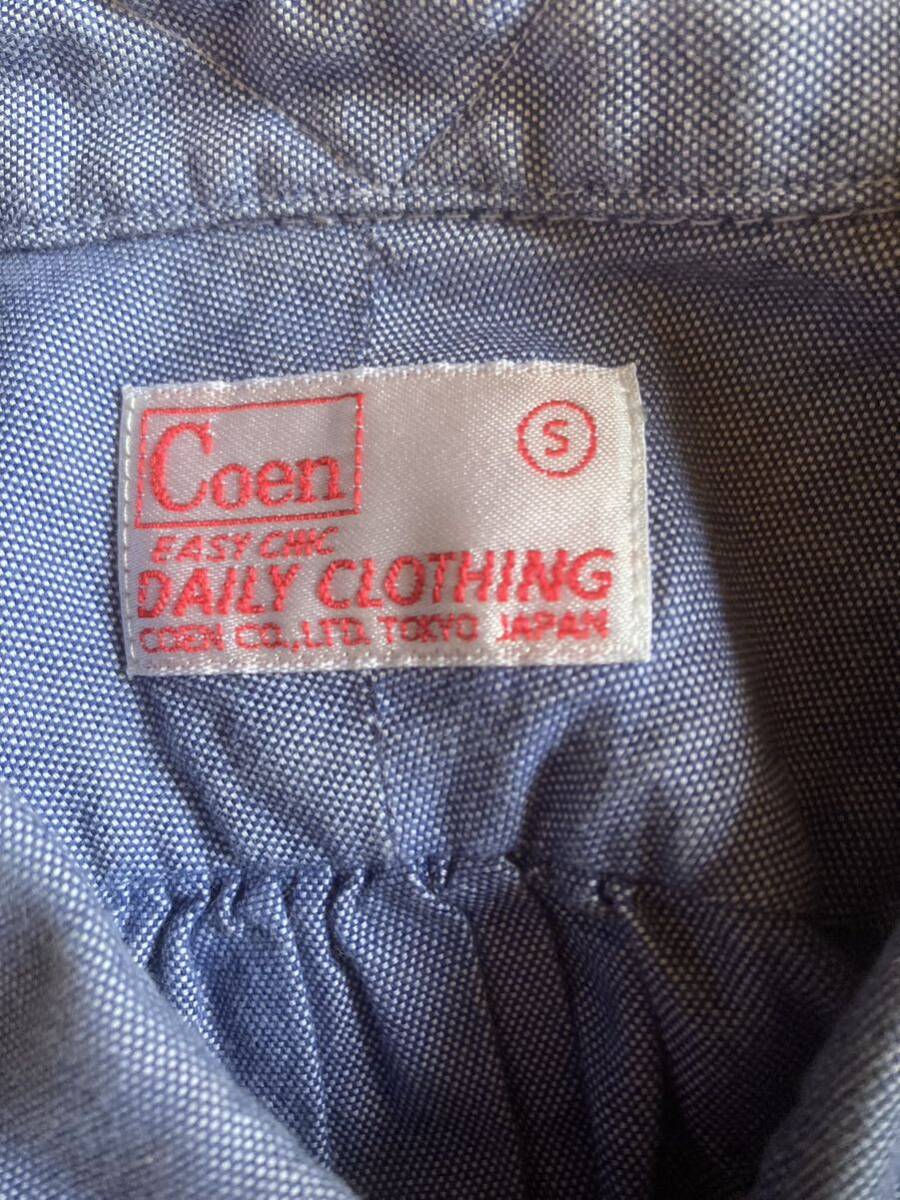 Coen
S
EASY CHIC
DAILY CLOTHING
COEN CO.,LTD. TOKYO JAPAN